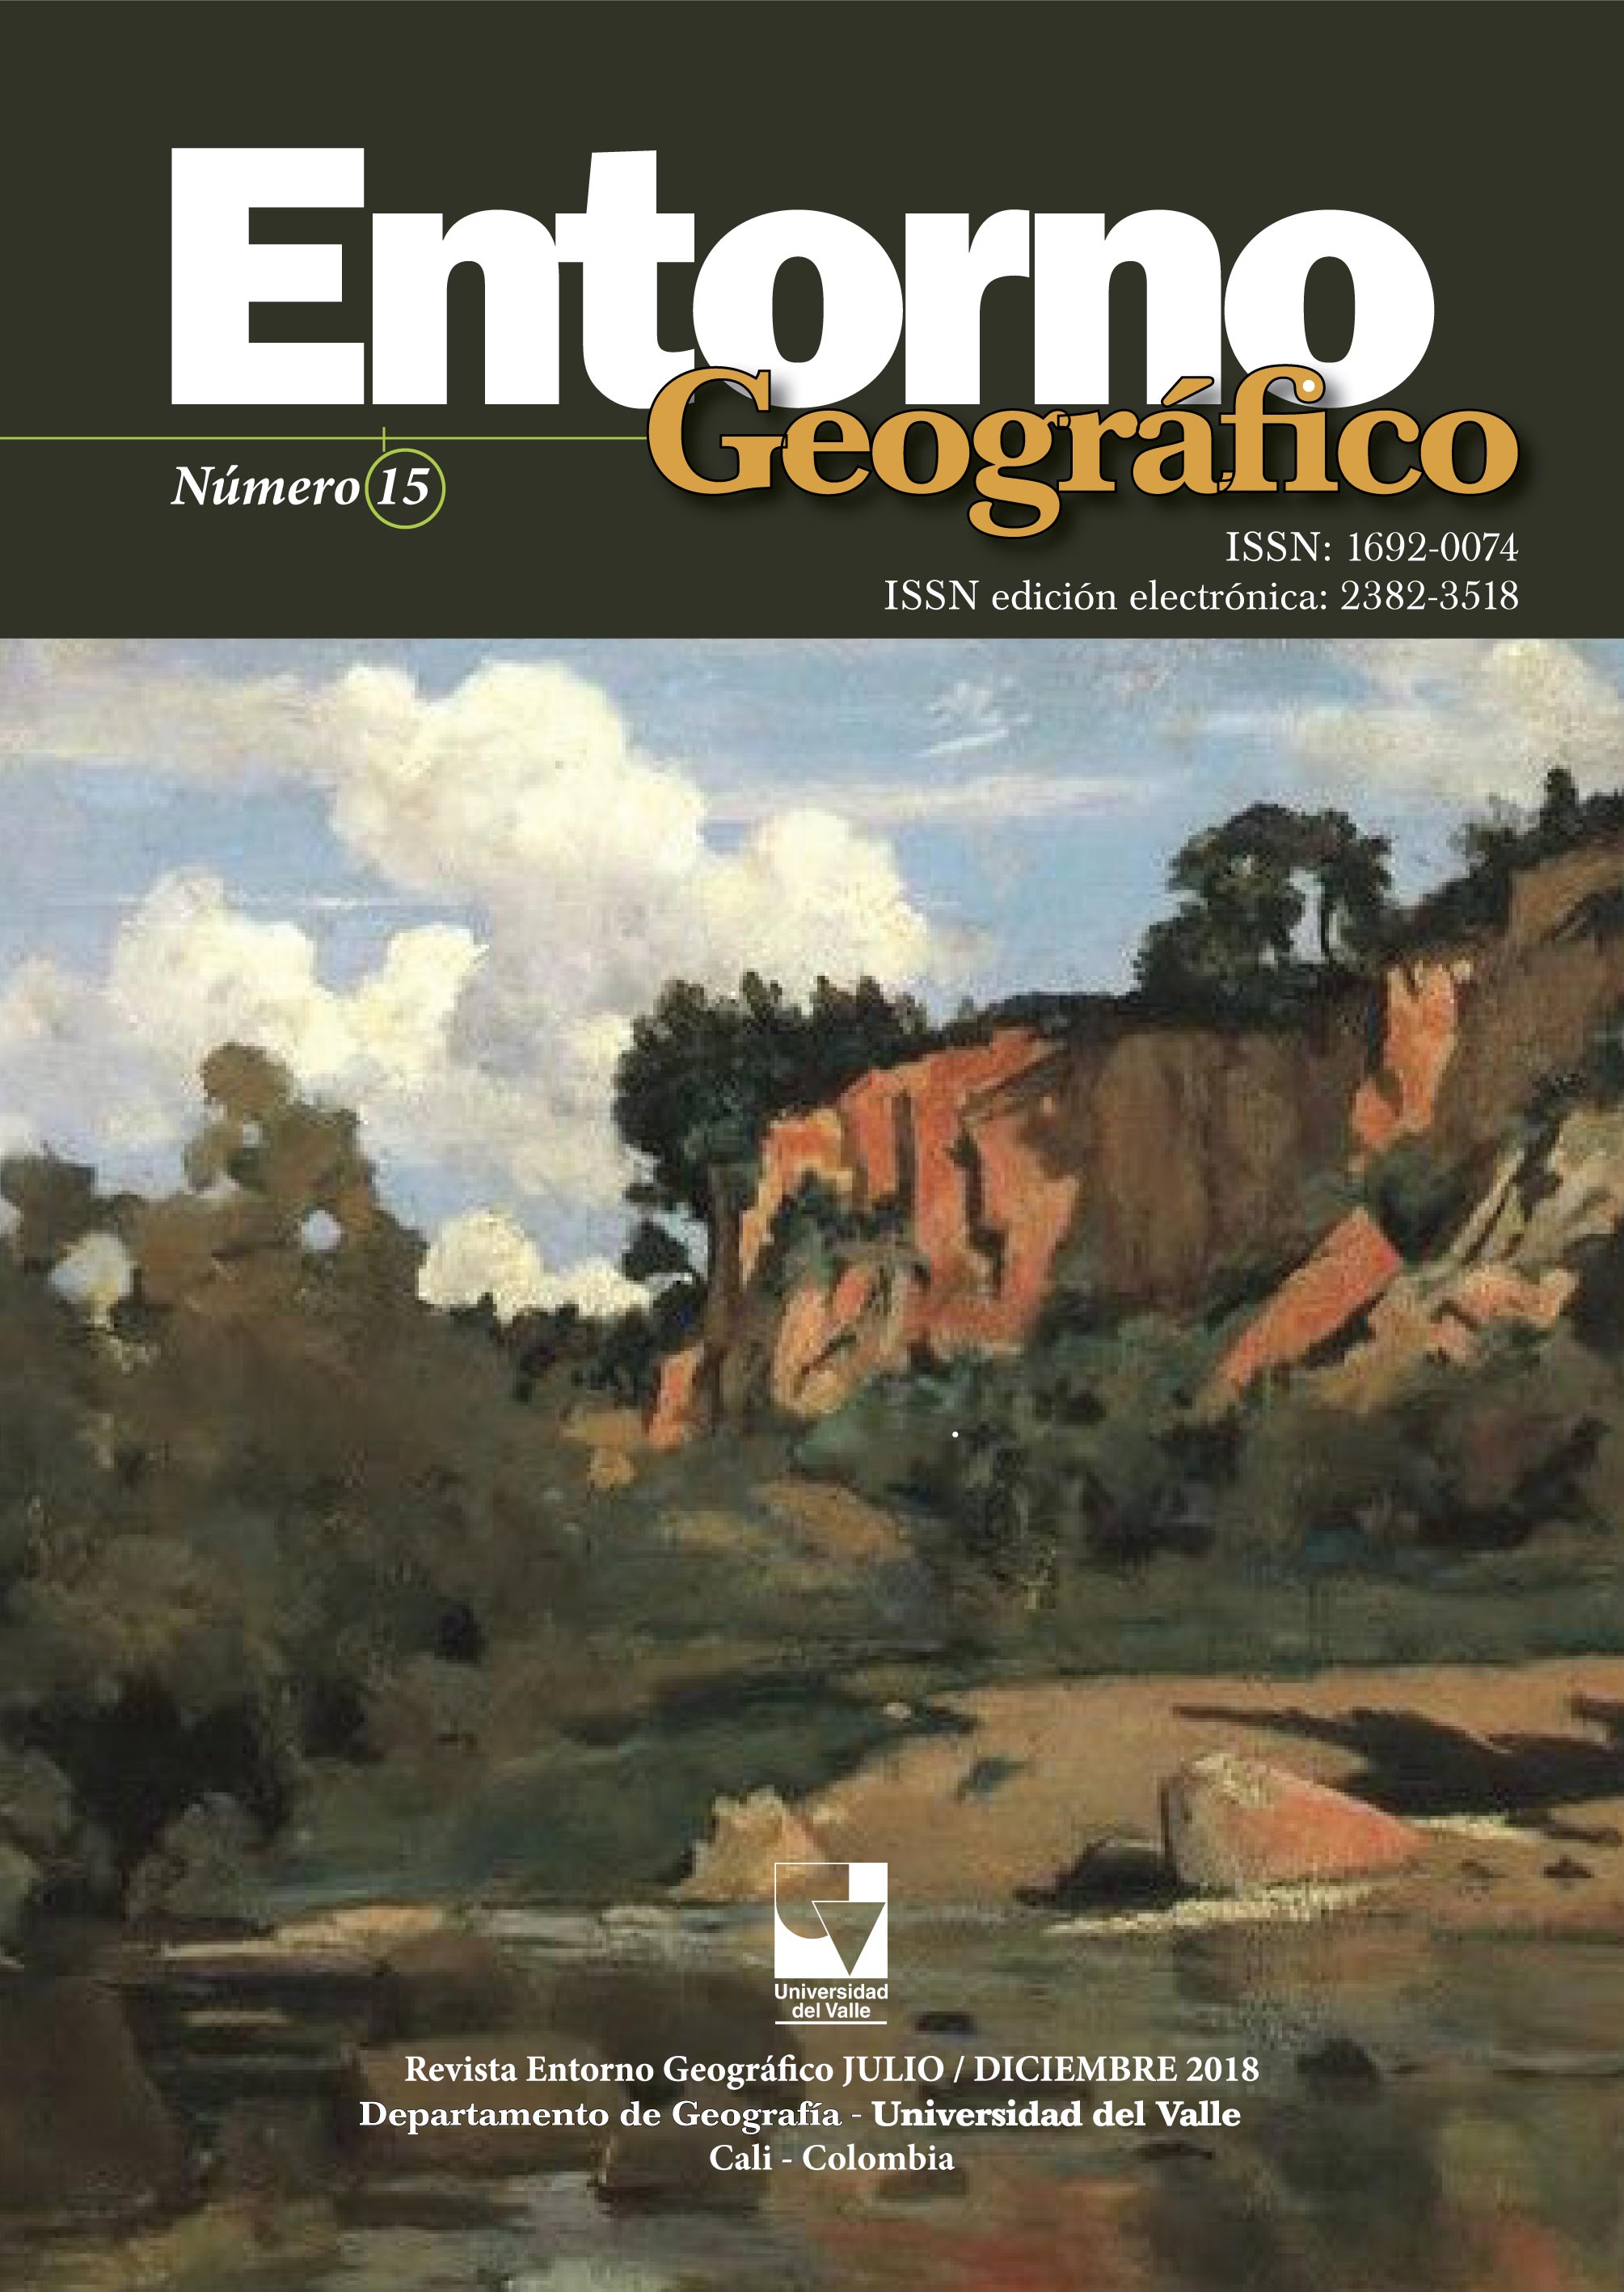 Entorno
Geográfico
Número 15
ISSN: 1692-0074
ISSN edición electrónica: 2382-3518
Universidad
del Valle
Revista Entorno Geográfico JULIO / DICIEMBRE 2018
Departamento de Geografía - Universidad del Valle
Cali - Colombia